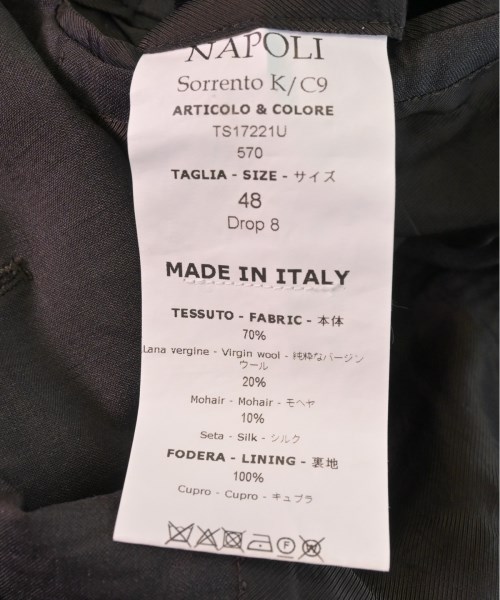 NAPOLI
Sorrento K/C9
ARTICOLO & COLORE
TS17221U
570
TAGLIA - SIZE - サイズ
48
Drop 8
MADE IN ITALY
TESSUTO - FABRIC - 本体
70%
Lana vergine - Virgin wool - 純粋なバージン
ウール
20%
Mohair - Mohair - モヘヤ
10%
Seta - Silk - シルク
FODERA - LINING - 裏地
100%
Cupro - Cupro - キュプラ